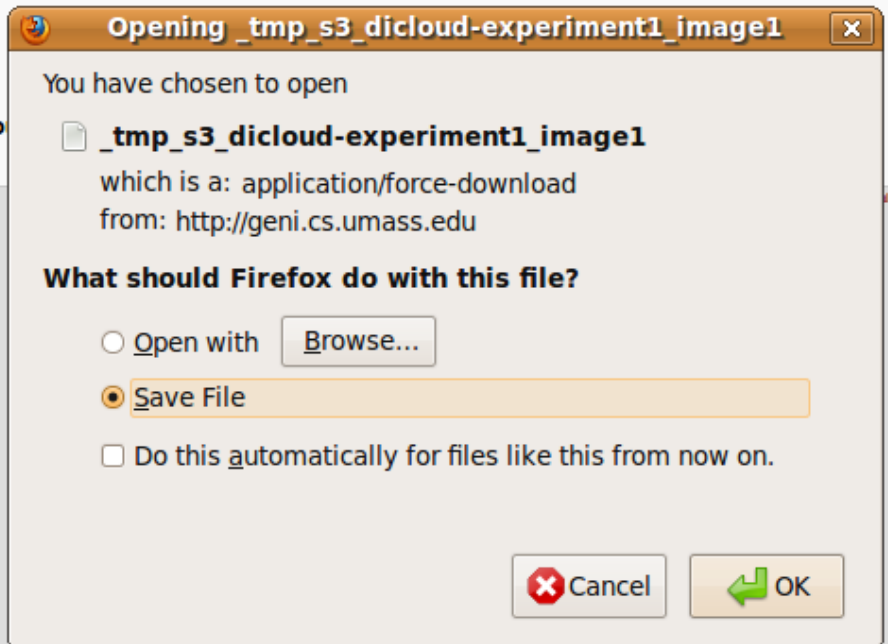 Opening _tmp_s3_dicloud-experiment1_image1
You have chosen to open
_tmp_s3_dicloud-experiment1_image1
which is a: application/force-download
from: http://geni.cs.umass.edu
What should Firefox do with this file?
Open with Browse...
Save File
Do this automatically for files like this from now on.
Cancel OK